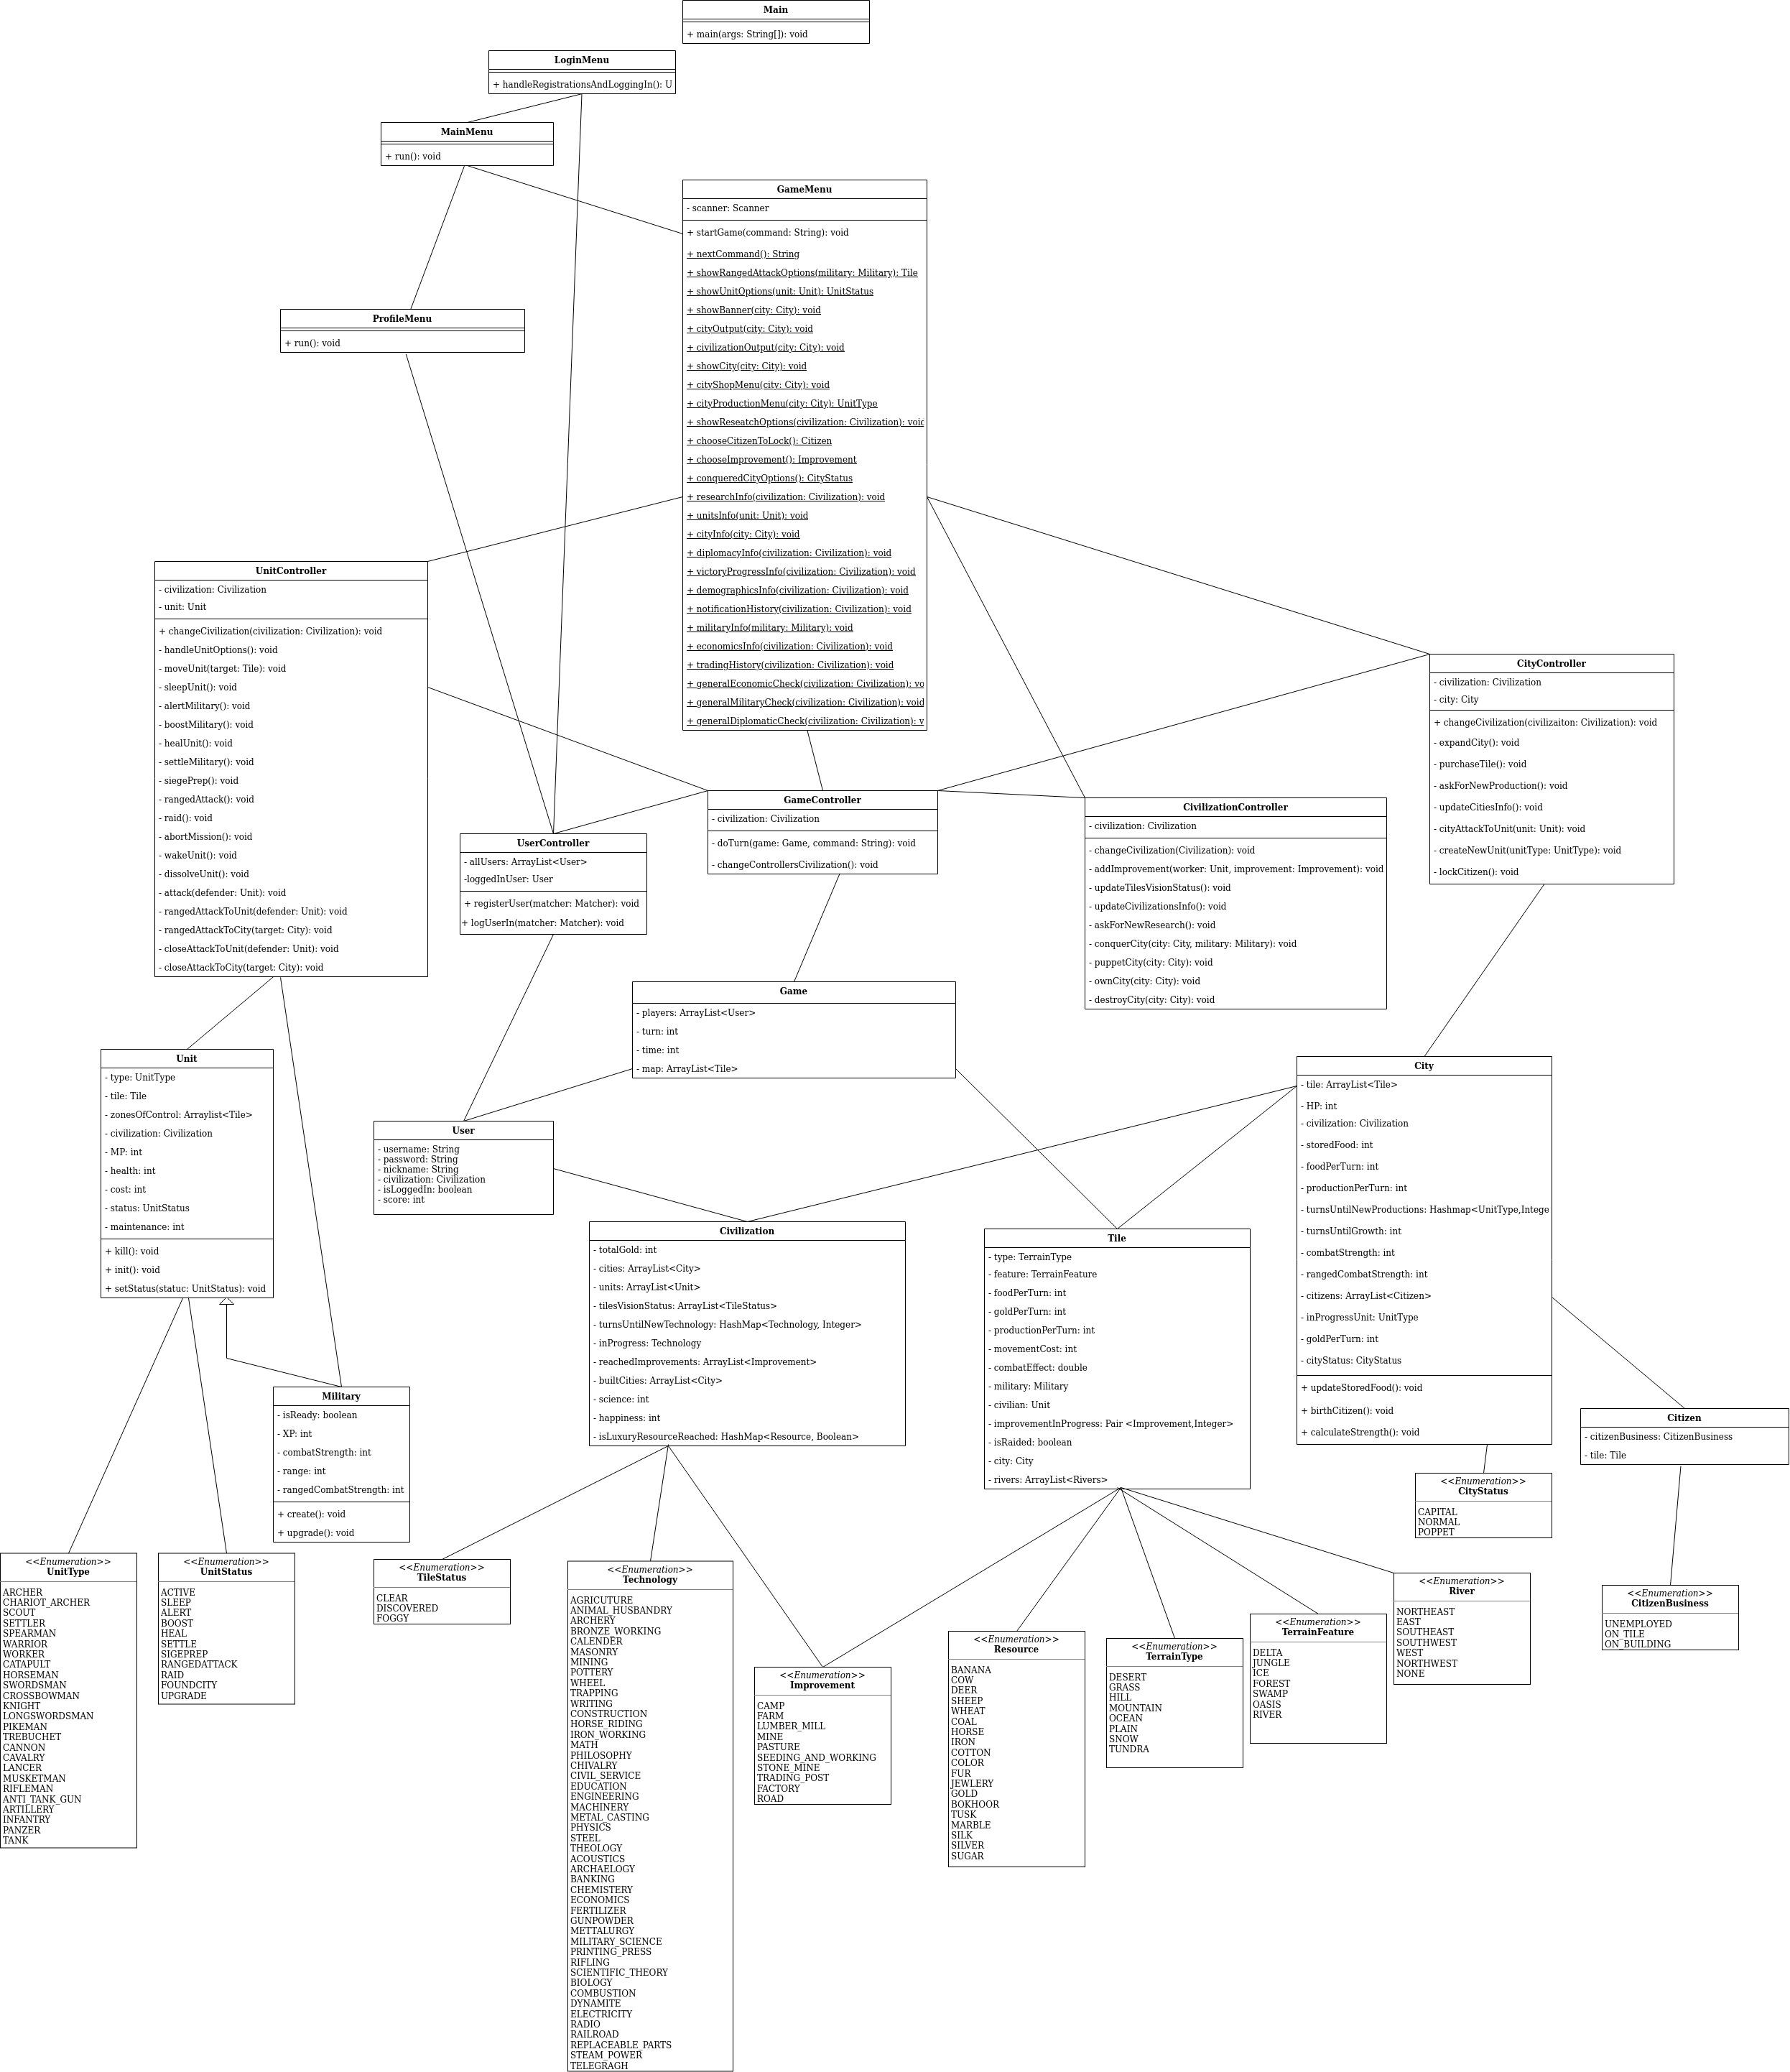 Main
+ main(args: String[]): void
LoginMenu
+ handleRegistrationsAndLoggingIn(): U
MainMenu
+ run(): void
GameMenu
- scanner: Scanner
+ startGame(command: String): void
+ nextCommand(): String
+ showRangedAttackOptions(military: Military): Tile
+ showUnitOptions(unit: Unit): UnitStatus
+ showBanner(city: City): void
+ cityOutput(city: City): void
+ civilizationOutput(city: City): void
+ showCity(city: City): void
+ cityShopMenu(city: City): void
+ cityProductionMenu(city: City): UnitType
+ showReseatchOptions(civilization: Civilization): void
+ chooseCitizenToLock(): Citizen
+ chooseImprovement(): Improvement
+ conqueredCityOptions(): CityStatus
+ researchInfo(civilization: Civilization): void
+ unitsInfo(unit: Unit): void
+ cityInfo(city: City): void
+ diplomacyInfo(civilization: Civilization): void
+ victoryProgressInfo(civilization: Civilization): void
+ demographicsInfo(civilization: Civilization): void
+ notificationHistory(civilization: Civilization): void
+ militaryInfo(military: Military): void
+ economicsInfo(civilization: Civilization): void
+ tradingHistory(civilization: Civilization): void
+ generalEconomicCheck(civilization: Civilization): vo
+ generalMilitaryCheck(civilization: Civilization): void
+ generalDiplomaticCheck(civilization: Civilization): v
ProfileMenu
+ run(): void
UnitController
- civilization: Civilization
- unit: Unit
+ changeCivilization(civilization: Civilization): void
- handleUnitOptions(): void
- moveUnit(target: Tile): void
- sleepUnit(): void
- alertMilitary(): void
- boostMilitary(): void
- healUnit(): void
- settleMilitary(): void
- siegePrep(): void
- rangedAttack(): void
- raid(): void
- abortMission(): void
- wakeUnit(): void
- dissolveUnit(): void
- attack(defender: Unit): void
- rangedAttackToUnit(defender: Unit): void
- rangedAttackToCity(target: City): void
- closeAttackToUnit(defender: Unit): void
- closeAttackToCity(target: City): void
CityController
- civilization: Civilization
- city: City
+ changeCivilization(civilizaiton: Civilization): void
- expandCity(): void
- purchaseTile(): void
- askForNewProduction(): void
- updateCitiesInfo(): void
- cityAttackToUnit(unit: Unit): void
- createNewUnit(unitType: UnitType): void
- lockCitizen(): void
GameController
- civilization: Civilization
- doTurn(game: Game, command: String): void
- changeControllersCivilization(): void
CivilizationController
- civilization: Civilization
- changeCivilization(Civilization): void
- addImprovement(worker: Unit, improvement: Improvement): void
- updateTilesVisionStatus(): void
- updateCivilizationsInfo(): void
- askForNewResearch(): void
- conquerCity(city: City, military: Military): void
- puppetCity(city: City): void
- ownCity(city: City): void
- destroyCity(city: City): void
UserController
- allUsers: ArrayList<User>
-loggedInUser: User
+ registerUser(matcher: Matcher): void
+ logUserIn(matcher: Matcher): void
Game
- players: ArrayList<User>
- turn: int
- time: int
- map: ArrayList<Tile>
Unit
- type: UnitType
- tile: Tile
- zonesOfControl: Arraylist<Tile>
- civilization: Civilization
- MP: int
- health: int
- cost: int
- status: UnitStatus
- maintenance: int
+ kill(): void
+ init(): void
+ setStatus(statuc: UnitStatus): void
City
- tile: ArrayList<Tile>
- HP: int
- civilization: Civilization
- storedFood: int
- foodPerTurn: int
- productionPerTurn: int
- turnsUntilNewProductions: Hashmap<UnitType,Intege
- turnsUntilGrowth: int
- combatStrength: int
- rangedCombatStrength: int
- citizens: ArrayList<Citizen>
- inProgressUnit: UnitType
- goldPerTurn: int
- cityStatus: CityStatus
+ updateStoredFood(): void
+ birthCitizen(): void
+ calculateStrength(): void
User
- username: String
- password: String
- nickname: String
- civilization: Civilization
- isLoggedIn: boolean
- score: int
Civilization
- totalGold: int
- cities: ArrayList<City>
- units: ArrayList<Unit>
- tilesVisionStatus: ArrayList<TileStatus>
- turnsUntilNewTechnology: HashMap<Technology, Integer>
- inProgress: Technology
- reachedImprovements: ArrayList<Improvement>
- builtCities: ArrayList<City>
- science: int
- happiness: int
- isLuxuryResourceReached: HashMap<Resource, Boolean>
Tile
- type: TerrainType
- feature: TerrainFeature
- foodPerTurn: int
- goldPerTurn: int
- productionPerTurn: int
- movementCost: int
- combatEffect: double
- military: Military
- civilian: Unit
- improvementInProgress: Pair <Improvement,Integer>
- isRaided: boolean
- city: City
- rivers: ArrayList<Rivers>
Military
- isReady: boolean
- XP: int
- combatStrength: int
- range: int
- rangedCombatStrength: int
+ create(): void
+ upgrade(): void
Citizen
- citizenBusiness: CitizenBusiness
- tile: Tile
<<Enumeration>>
CityStatus
CAPITAL
NORMAL
POPPET
<<Enumeration>>
UnitType
ARCHER
CHARIOT_ARCHER
SCOUT
SETTLER
SPEARMAN
WARRIOR
WORKER
CATAPULT
HORSEMAN
SWORDSMAN
CROSSBOWMAN
KNIGHT
LONGSWORDSMAN
PIKEMAN
TREBUCHET
CANNON
CAVALRY
LANCER
MUSKETMAN
RIFLEMAN
ANTI_TANK_GUN
ARTILLERY
INFANTRY
PANZER
TANK
<<Enumeration>>
UnitStatus
ACTIVE
SLEEP
ALERT
BOOST
HEAL
SETTLE
SIGEPREP
RANGEDATTACK
RAID
FOUNDCITY
UPGRADE
<<Enumeration>>
TileStatus
CLEAR
DISCOVERED
FOGGY
<<Enumeration>>
Technology
AGRICUTURE
ANIMAL_HUSBANDRY
ARCHERY
BRONZE_WORKING
CALENDER
MASONRY
MINING
POTTERY
WHEEL
TRAPPING
WRITING
CONSTRUCTION
HORSE_RIDING
IRON_WORKING
MATH
PHILOSOPHY
CHIVALRY
CIVIL_SERVICE
EDUCATION
ENGINEERING
MACHINERY
METAL_CASTING
PHYSICS
STEEL
THEOLOGY
ACOUSTICS
ARCHAELOGY
BANKING
CHEMISTERY
ECONOMICS
FERTILIZER
GUNPOWDER
METTALURGY
MILITARY_SCIENCE
PRINTING_PRESS
RIFLING
SCIENTIFIC_THEORY
BIOLOGY
COMBUSTION
DYNAMITE
ELECTRICITY
RADIO
RAILROAD
REPLACEABLE_PARTS
STEAM_POWER
TELEGRAGH
<<Enumeration>>
Improvement
CAMP
FARM
LUMBER_MILL
MINE
PASTURE
SEEDING_AND_WORKING
STONE_MINE
TRADING_POST
FACTORY
ROAD
<<Enumeration>>
Resource
BANANA
COW
DEER
SHEEP
WHEAT
COAL
HORSE
IRON
COTTON
COLOR
FUR
JEWLERY
GOLD
BOKHOOR
TUSK
MARBLE
SILK
SILVER
SUGAR
<<Enumeration>>
TerrainType
DESERT
GRASS
HILL
MOUNTAIN
OCEAN
PLAIN
SNOW
TUNDRA
<<Enumeration>>
TerrainFeature
DELTA
JUNGLE
ICE
FOREST
SWAMP
OASIS
RIVER
<<Enumeration>>
River
NORTHEAST
EAST
SOUTHEAST
SOUTHWEST
WEST
NORTHWEST
NONE
<<Enumeration>>
CitizenBusiness
UNEMPLOYED
ON_TILE
ON_BUILDING